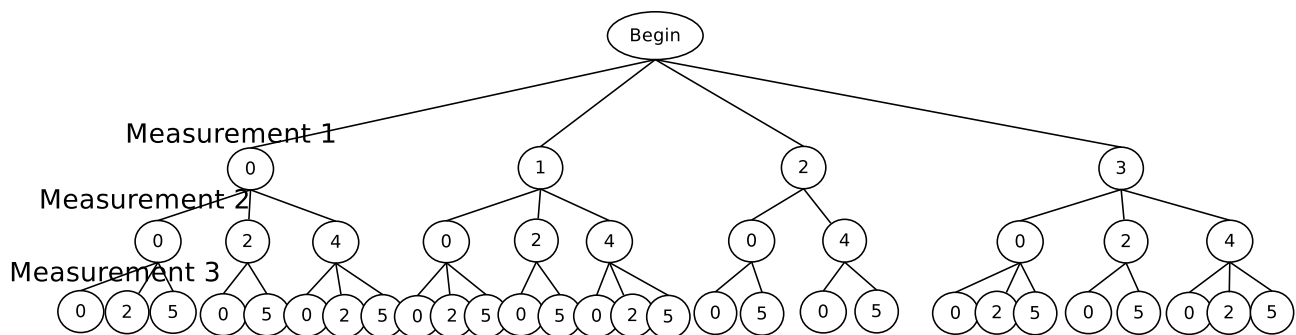 Begin
Measurement 1
0 1 2 3
Measurement 2
0 2 4 0 2 4 0 4 0 2 4
Measurement 3
0 2 5 0 5 0 2 5 0 2 5 0 5 0 2 5 0 5 0 5 0 2 5 0 5 0 2 5